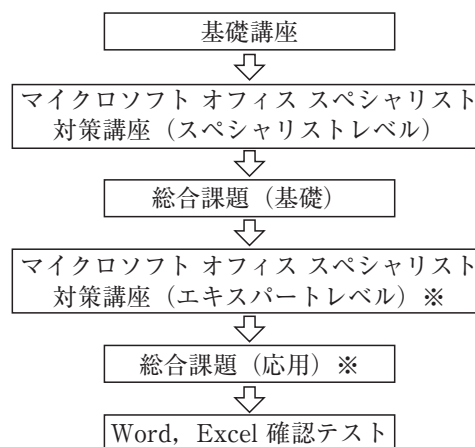 基礎講座
マイクロソフト オフィス スペシャリスト
対策講座（スペシャリストレベル）
総合課題（基礎）
マイクロソフト オフィス スペシャリスト
対策講座（エキスパートレベル）※
総合課題（応用）※
Word，Excel 確認テスト